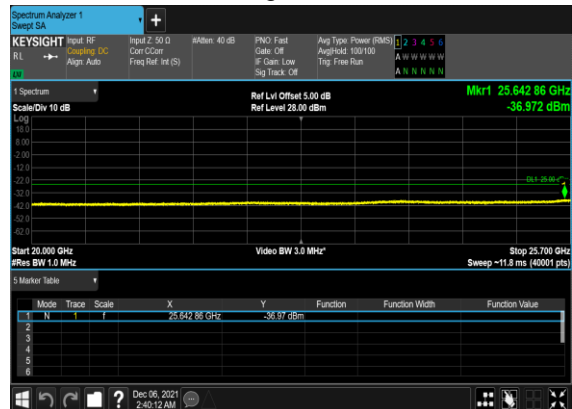 Spectrum Analyzer 1
Swept SA
+
KEYSIGHT Input: RF Input Z: 50 Ω #Atten: 40 dB PNO: Fast Avg Type: Power (RMS) 1 2 3 4 5 6
RL Coupling: DC Corr CCorr Gate: Off Avg|Hold: 100/100 A W W W W W
Align: Auto Freq Ref: Int (S) IF Gain: Low Trig: Free Run
Sig Track: Off A N N N N N
1 Spectrum Ref Lvl Offset 5.00 dB Mkr1 25.642 86 GHz
Scale/Div 10 dB Ref Level 28.00 dBm -36.972 dBm
Log
18.0
8.00
-2.00
-12.0
-22.0 DL1 -25.00
-32.0
-42.0
-52.0
-62.0
Start 20.000 GHz Video BW 3.0 MHz* Stop 25.700 GHz
#Res BW 1.0 MHz Sweep ~11.8 ms (40001 pts)
5 Marker Table
Mode Trace Scale X Y Function Function Width Function Value
1 N 1 f 25.642 86 GHz -36.97 dBm
2
3
4
5
6
? Dec 06, 2021
2:40:12 AM